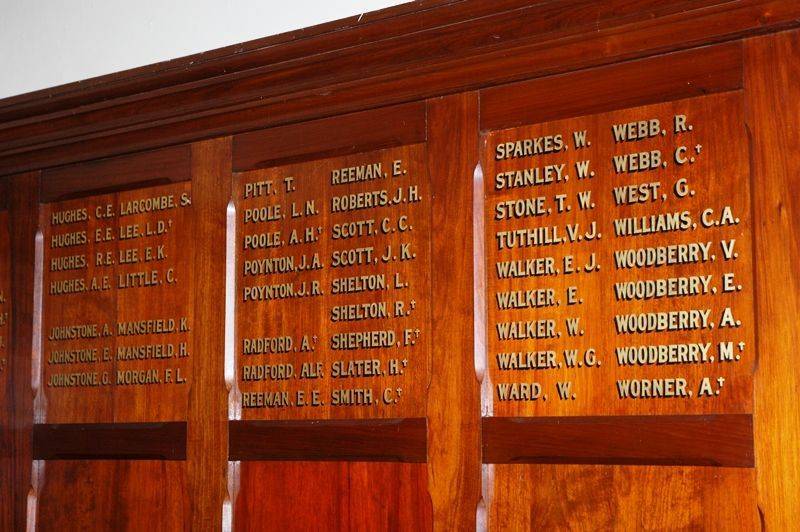 HUGHES, C.E. LARCOMBE, S.
HUGHES, E.E. LEE, L.D.†
HUGHES, R.E. LEE, E.K.
HUGHES, A.E. LITTLE, C.
JOHNSTONE, A. MANSFIELD, K.
JOHNSTONE, E. MANSFIELD, H.
JOHNSTONE, G. MORGAN, F.L.
PITT, T. REEMAN, E.
POOLE, L.N. ROBERTS. J.H.
POOLE, A.H.† SCOTT, C.C.
POYNTON, J.A. SCOTT, J.K.
POYNTON, J.R. SHELTON, L.
SHELTON, R.†
RADFORD, A.† SHEPHERD, F.†
RADFORD, ALF. SLATER, H.†
REEMAN, E.E. SMITH, C.†
SPARKES, W. WEBB, R.
STANLEY, W. WEBB, C.†
STONE, T.W. WEST, G.
TUTHILL, V.J. WILLIAMS, C.A.
WALKER, E.J. WOODBERRY, V.
WALKER, E. WOODBERRY, E.
WALKER, W. WOODBERRY, A.
WALKER, W.G. WOODBERRY, M.†
WARD, W. WORNER, A.†